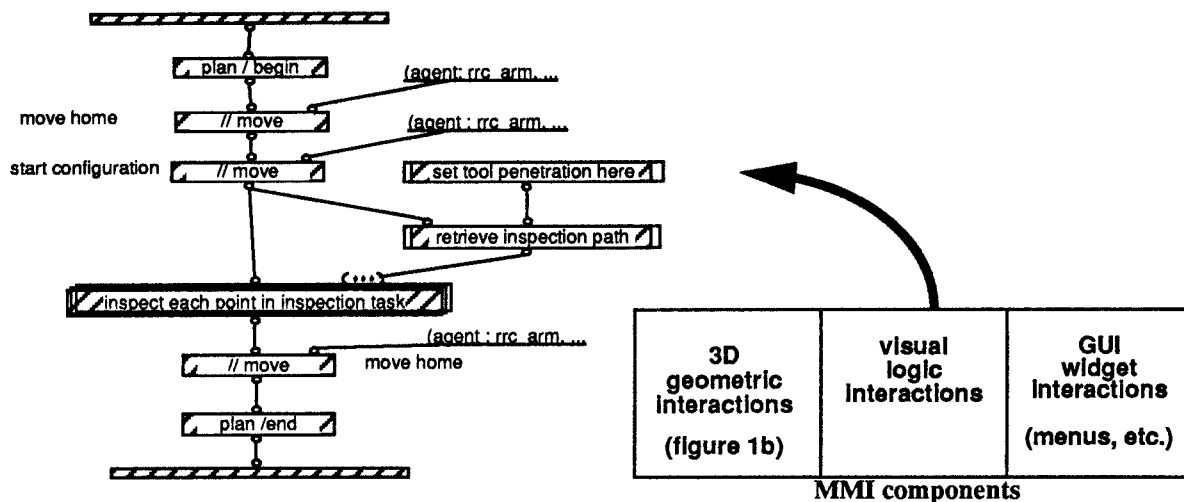 plan / begin
(agent: rrc_arm, ...
move home
// move
(agent : rrc_arm, ...
start configuration
// move
set tool penetration here
retrieve inspection path
(•••)
inspect each point in inspection task
(agent : rrc_arm, ...
// move
move home
plan /end
3D
geometric
interactions
(figure 1b)
visual
logic
interactions
GUI
widget
interactions
(menus, etc.)
MMI components